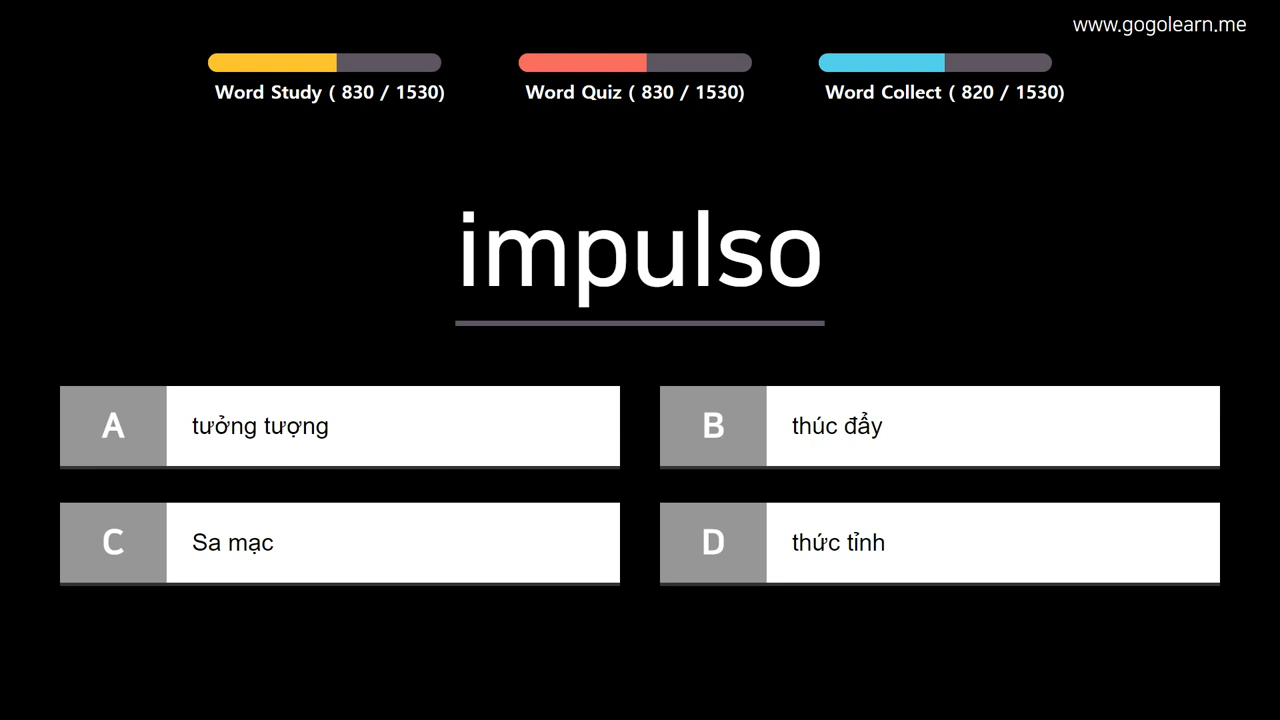 www.gogolearn.me
Word Study ( 830 / 1530)
Word Quiz ( 830 / 1530)
Word Collect ( 820 / 1530)
impulso
A tưởng tượng
B thúc đẩy
C Sa mạc
D thức tỉnh